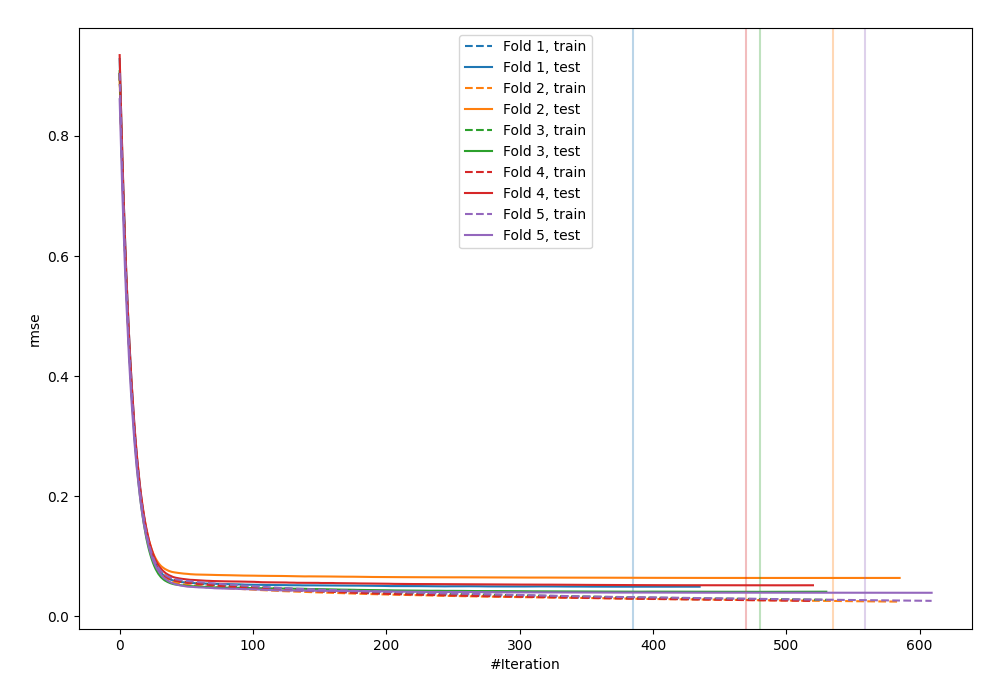 Fold 1, train
Fold 1, test
Fold 2, train
Fold 2, test
Fold 3, train
Fold 3, test
Fold 4, train
Fold 4, test
Fold 5, train
Fold 5, test
rmse
0.8
0.6
0.4
0.2
0.0
0 100 200 300 400 500 600
#Iteration